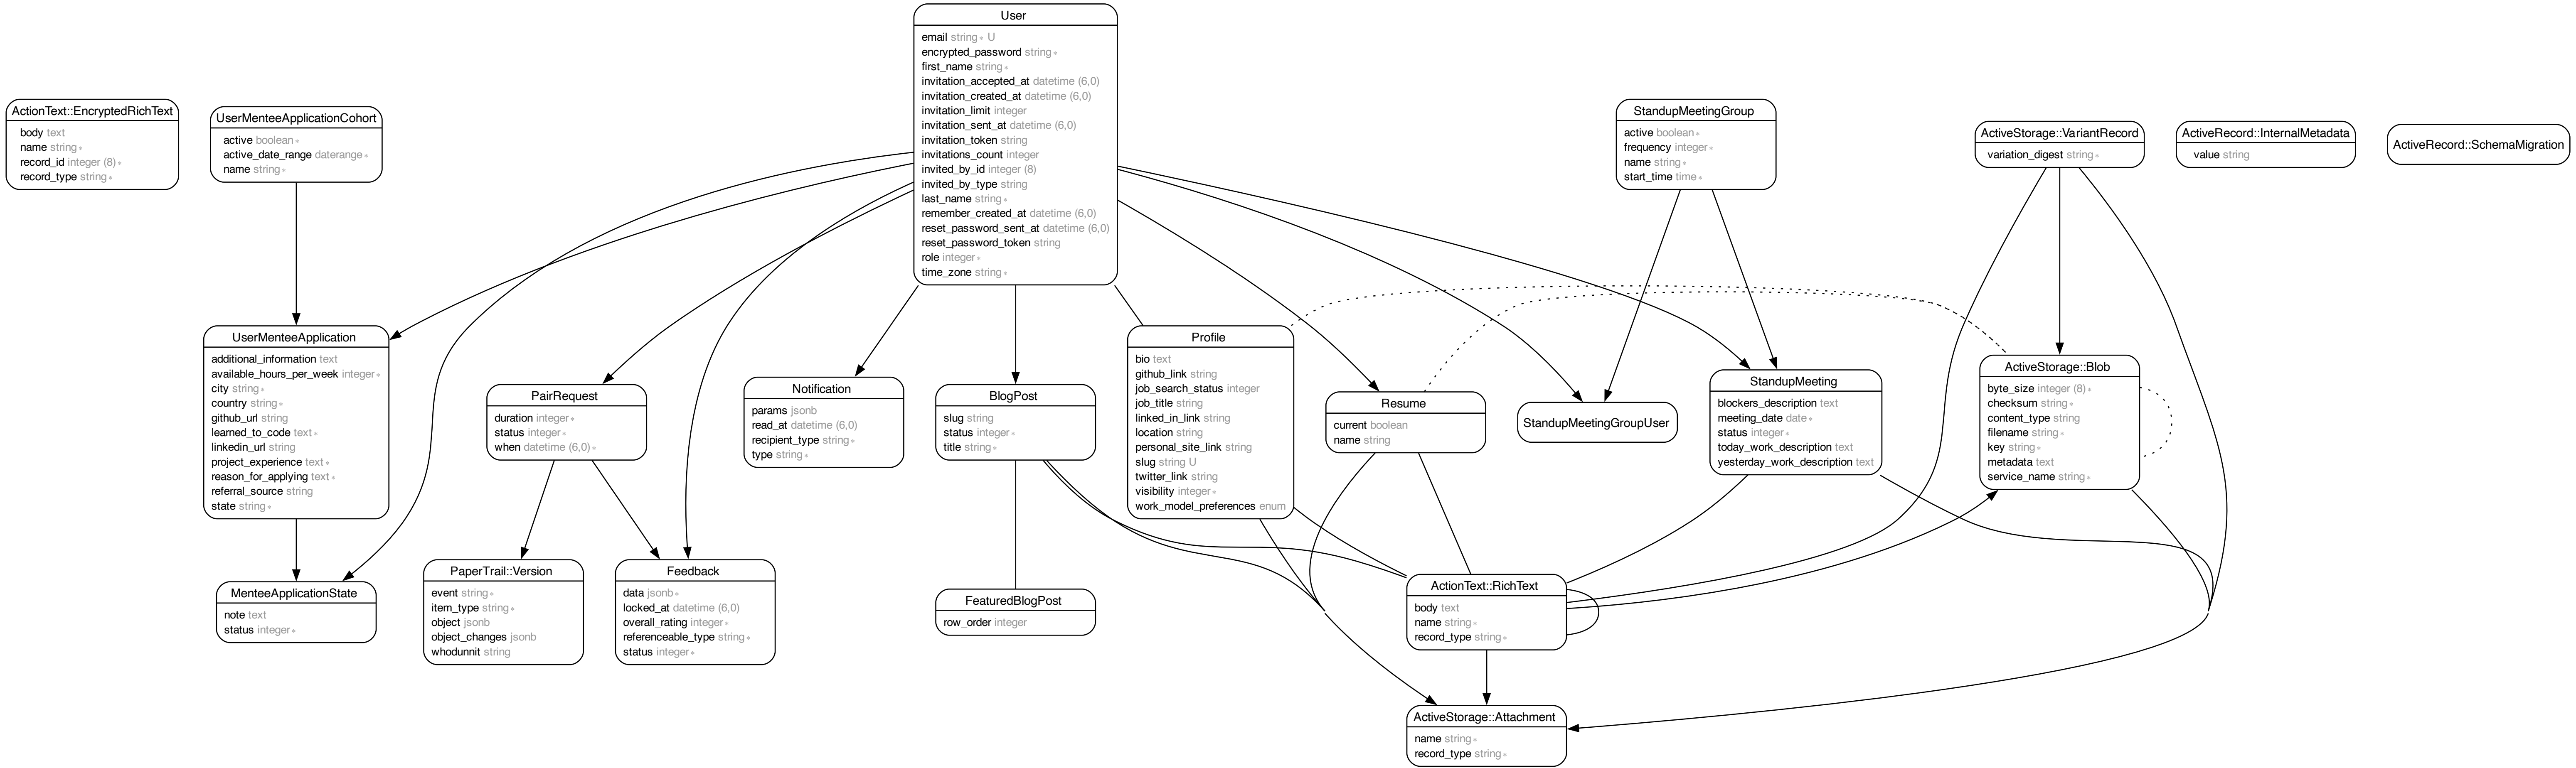 User
email string∗ U
encrypted_password string∗
first_name string∗
invitation_accepted_at datetime (6,0)
invitation_created_at datetime (6,0)
invitation_limit integer
invitation_sent_at datetime (6,0)
invitation_token string
invitations_count integer
invited_by_id integer (8)
invited_by_type string
last_name string∗
remember_created_at datetime (6,0)
reset_password_sent_at datetime (6,0)
reset_password_token string
role integer∗
time_zone string∗
ActionText::EncryptedRichText
body text
name string∗
record_id integer (8)∗
record_type string∗
UserMenteeApplicationCohort
active boolean∗
active_date_range daterange∗
name string∗
StandupMeetingGroup
active boolean∗
frequency integer∗
name string∗
start_time time∗
ActiveStorage::VariantRecord
variation_digest string∗
ActiveRecord::InternalMetadata
value string
ActiveRecord::SchemaMigration
UserMenteeApplication
additional_information text
available_hours_per_week integer∗
city string∗
country string∗
github_url string
learned_to_code text∗
linkedin_url string
project_experience text∗
reason_for_applying text∗
referral_source string
state string∗
PairRequest
duration integer∗
status integer∗
when datetime (6,0)∗
Notification
params jsonb
read_at datetime (6,0)
recipient_type string∗
type string∗
BlogPost
slug string
status integer∗
title string∗
Profile
bio text
github_link string
job_search_status integer
job_title string
linked_in_link string
location string
personal_site_link string
slug string U
twitter_link string
visibility integer∗
work_model_preferences enum
Resume
current boolean
name string
StandupMeetingGroupUser
StandupMeeting
blockers_description text
meeting_date date∗
status integer∗
today_work_description text
yesterday_work_description text
ActiveStorage::Blob
byte_size integer (8)∗
checksum string∗
content_type string
filename string∗
key string∗
metadata text
service_name string∗
MenteeApplicationState
note text
status integer∗
PaperTrail::Version
event string∗
item_type string∗
object jsonb
object_changes jsonb
whodunnit string
Feedback
data jsonb∗
locked_at datetime (6,0)
overall_rating integer∗
referenceable_type string∗
status integer∗
FeaturedBlogPost
row_order integer
ActionText::RichText
body text
name string∗
record_type string∗
ActiveStorage::Attachment
name string∗
record_type string∗